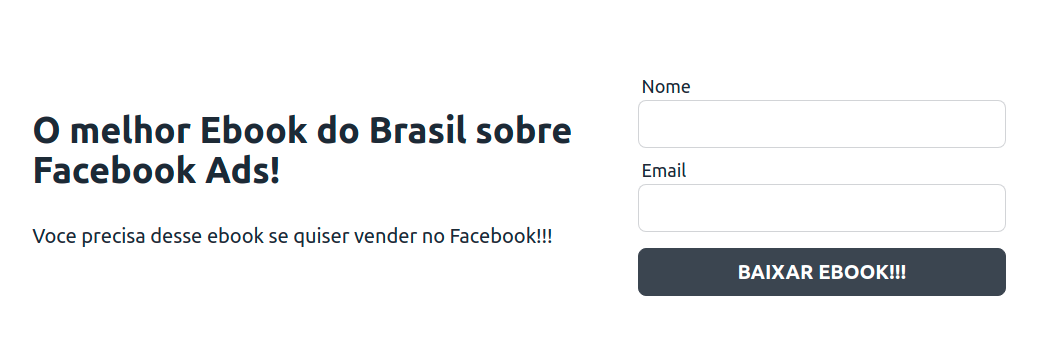 O melhor Ebook do Brasil sobre
Facebook Ads!
Voce precisa desse ebook se quiser vender no Facebook!!!
Nome
Email
BAIXAR EBOOK!!!